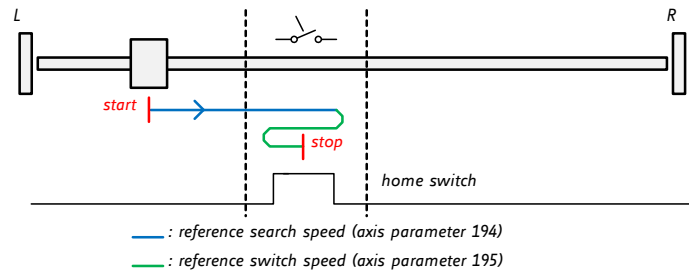 L
R
start
stop
home switch
: reference search speed (axis parameter 194)
: reference switch speed (axis parameter 195)